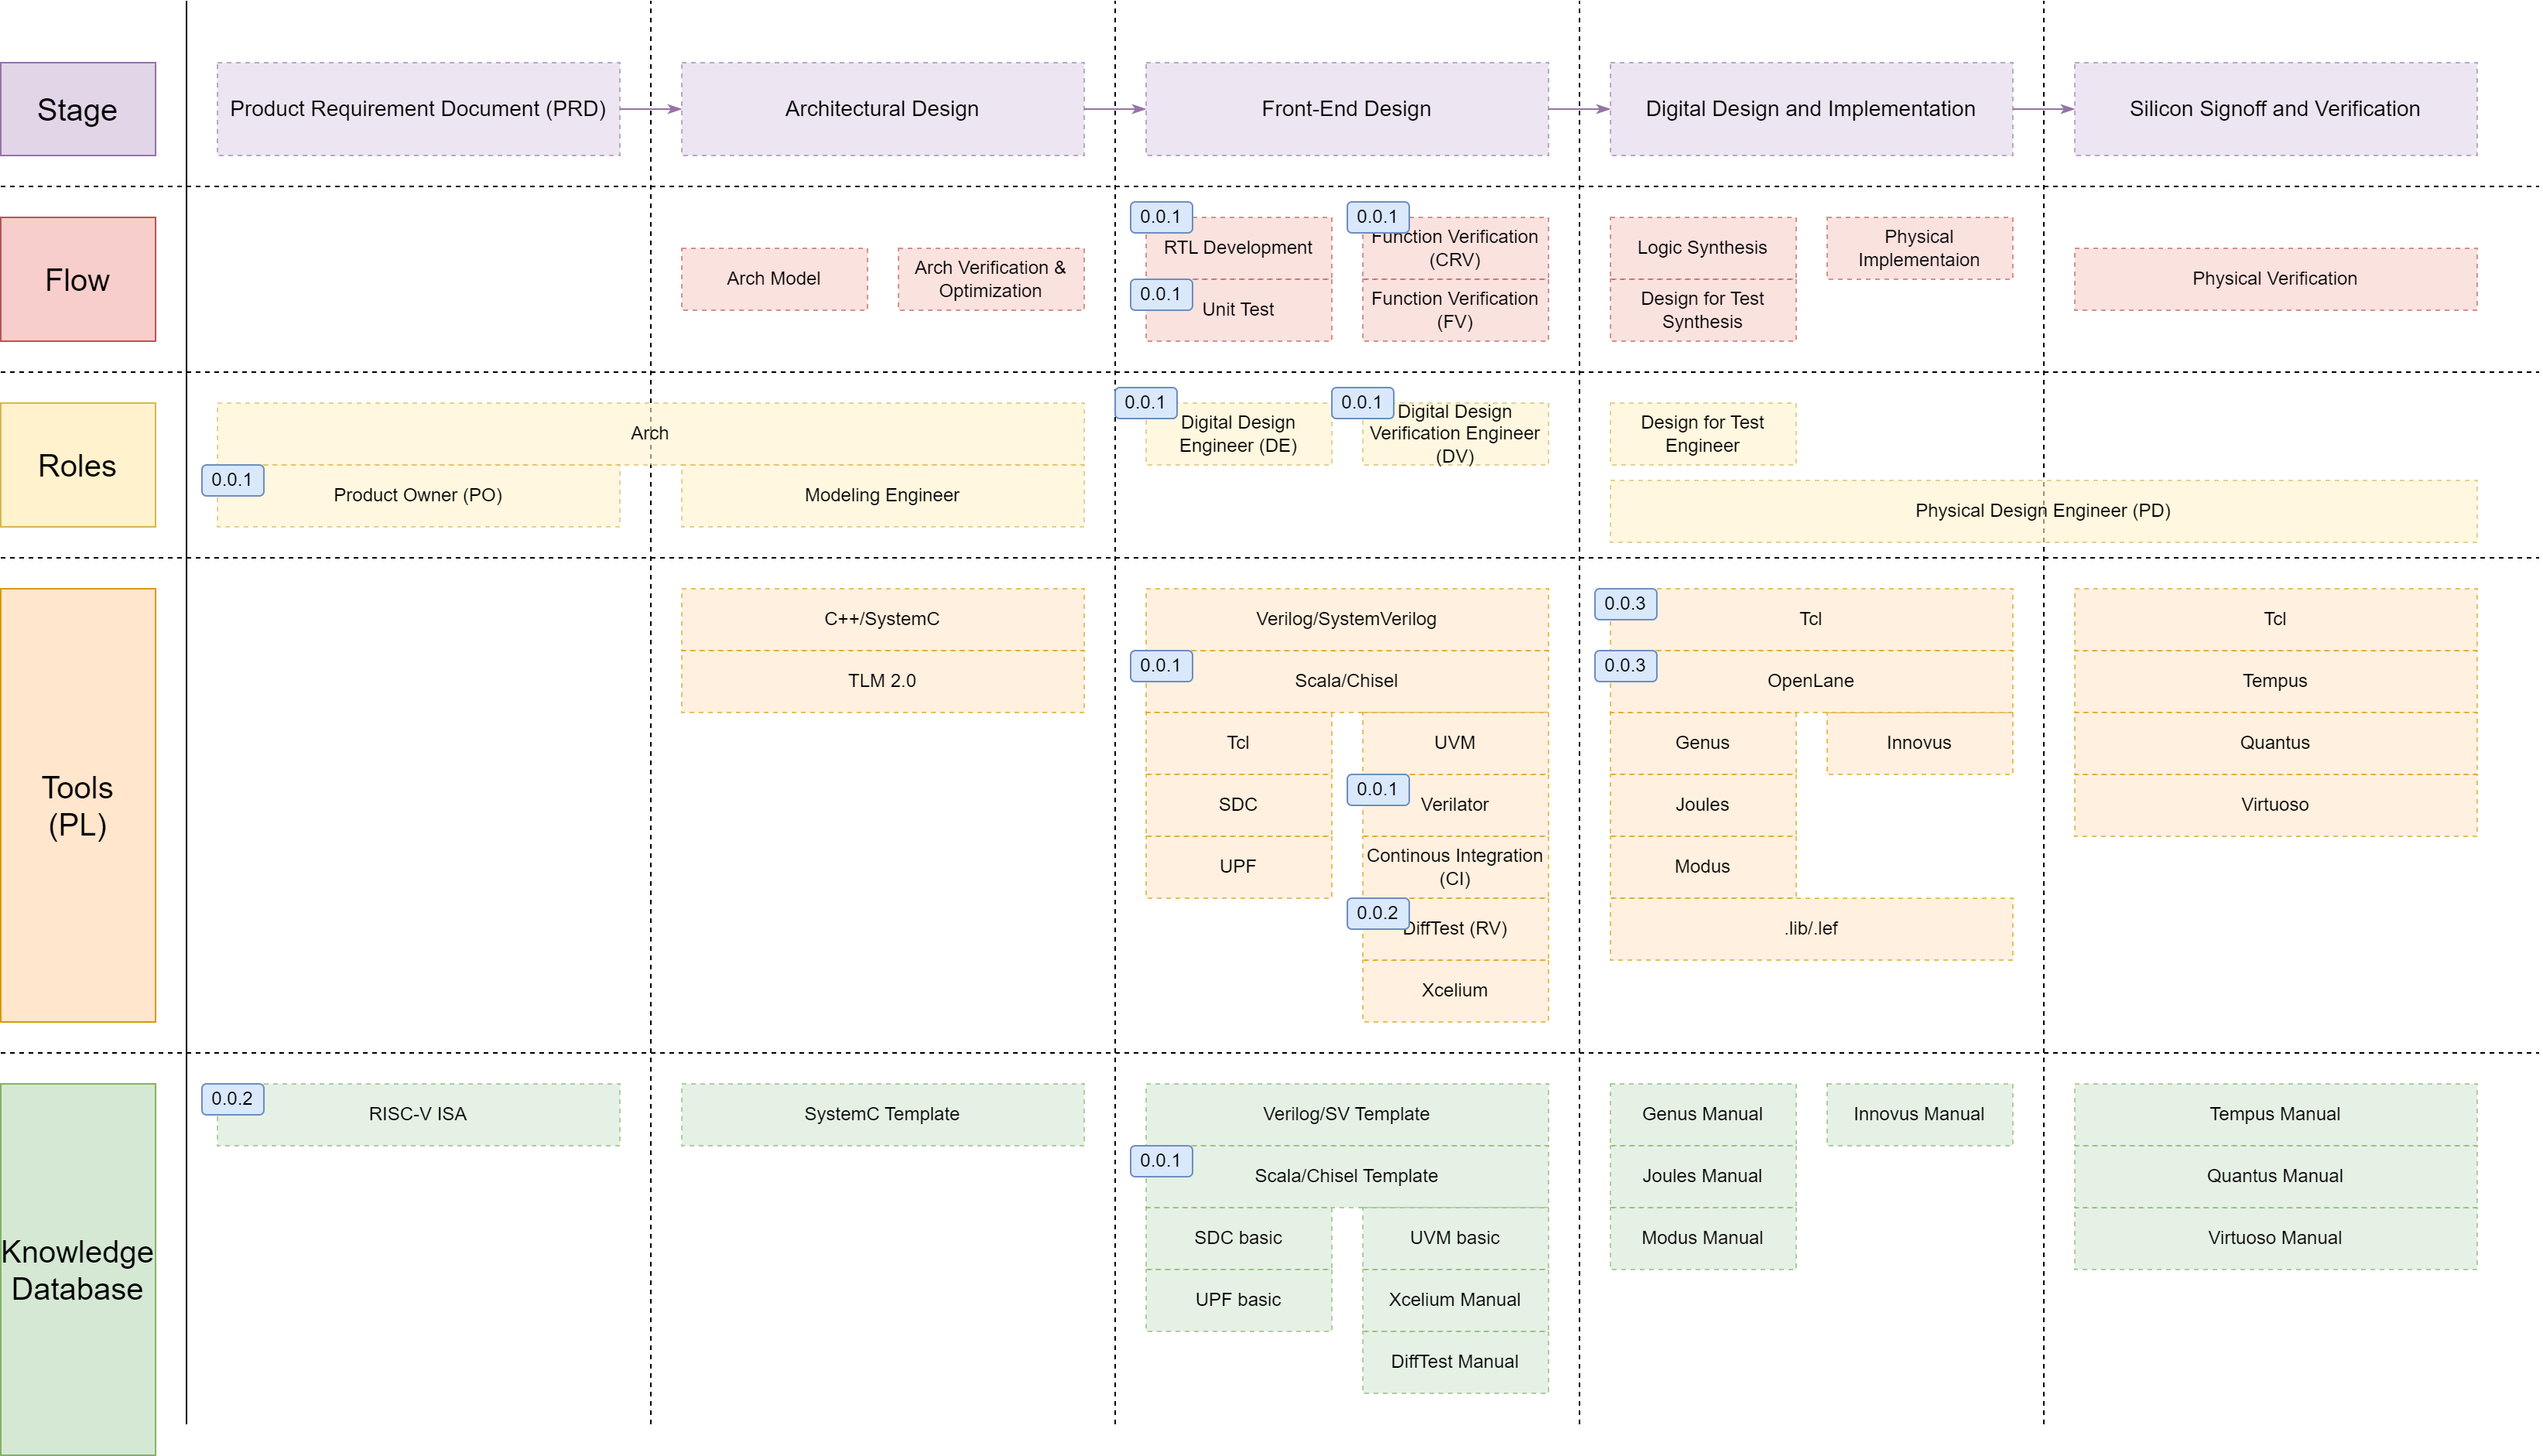 Stage
Product Requirement Document (PRD)
Architectural Design
Front-End Design
Digital Design and Implementation
Silicon Signoff and Verification
Flow
Arch Model
Arch Verification &
Optimization
0.0.1
RTL Development
0.0.1
Unit Test
0.0.1
Function Verification
(CRV)
Function Verification
(FV)
Logic Synthesis
Design for Test
Synthesis
Physical
Implementaion
Physical Verification
Roles
Arch
0.0.1
Product Owner (PO)
Modeling Engineer
0.0.1
Digital Design
Engineer (DE)
0.0.1
Digital Design
Verification Engineer
(DV)
Design for Test
Engineer
Physical Design Engineer (PD)
Tools
(PL)
C++/SystemC
TLM 2.0
Verilog/SystemVerilog
0.0.1
Scala/Chisel
Tcl
SDC
UPF
UVM
0.0.1
Verilator
Continous Integration
(CI)
0.0.2
DiffTest (RV)
Xcelium
0.0.3
Tcl
0.0.3
OpenLane
Genus
Joules
Modus
Innovus
.lib/.lef
Tcl
Tempus
Quantus
Virtuoso
Knowledge
Database
0.0.2
RISC-V ISA
SystemC Template
Verilog/SV Template
0.0.1
Scala/Chisel Template
SDC basic
UPF basic
UVM basic
Xcelium Manual
DiffTest Manual
Genus Manual
Joules Manual
Modus Manual
Innovus Manual
Tempus Manual
Quantus Manual
Virtuoso Manual